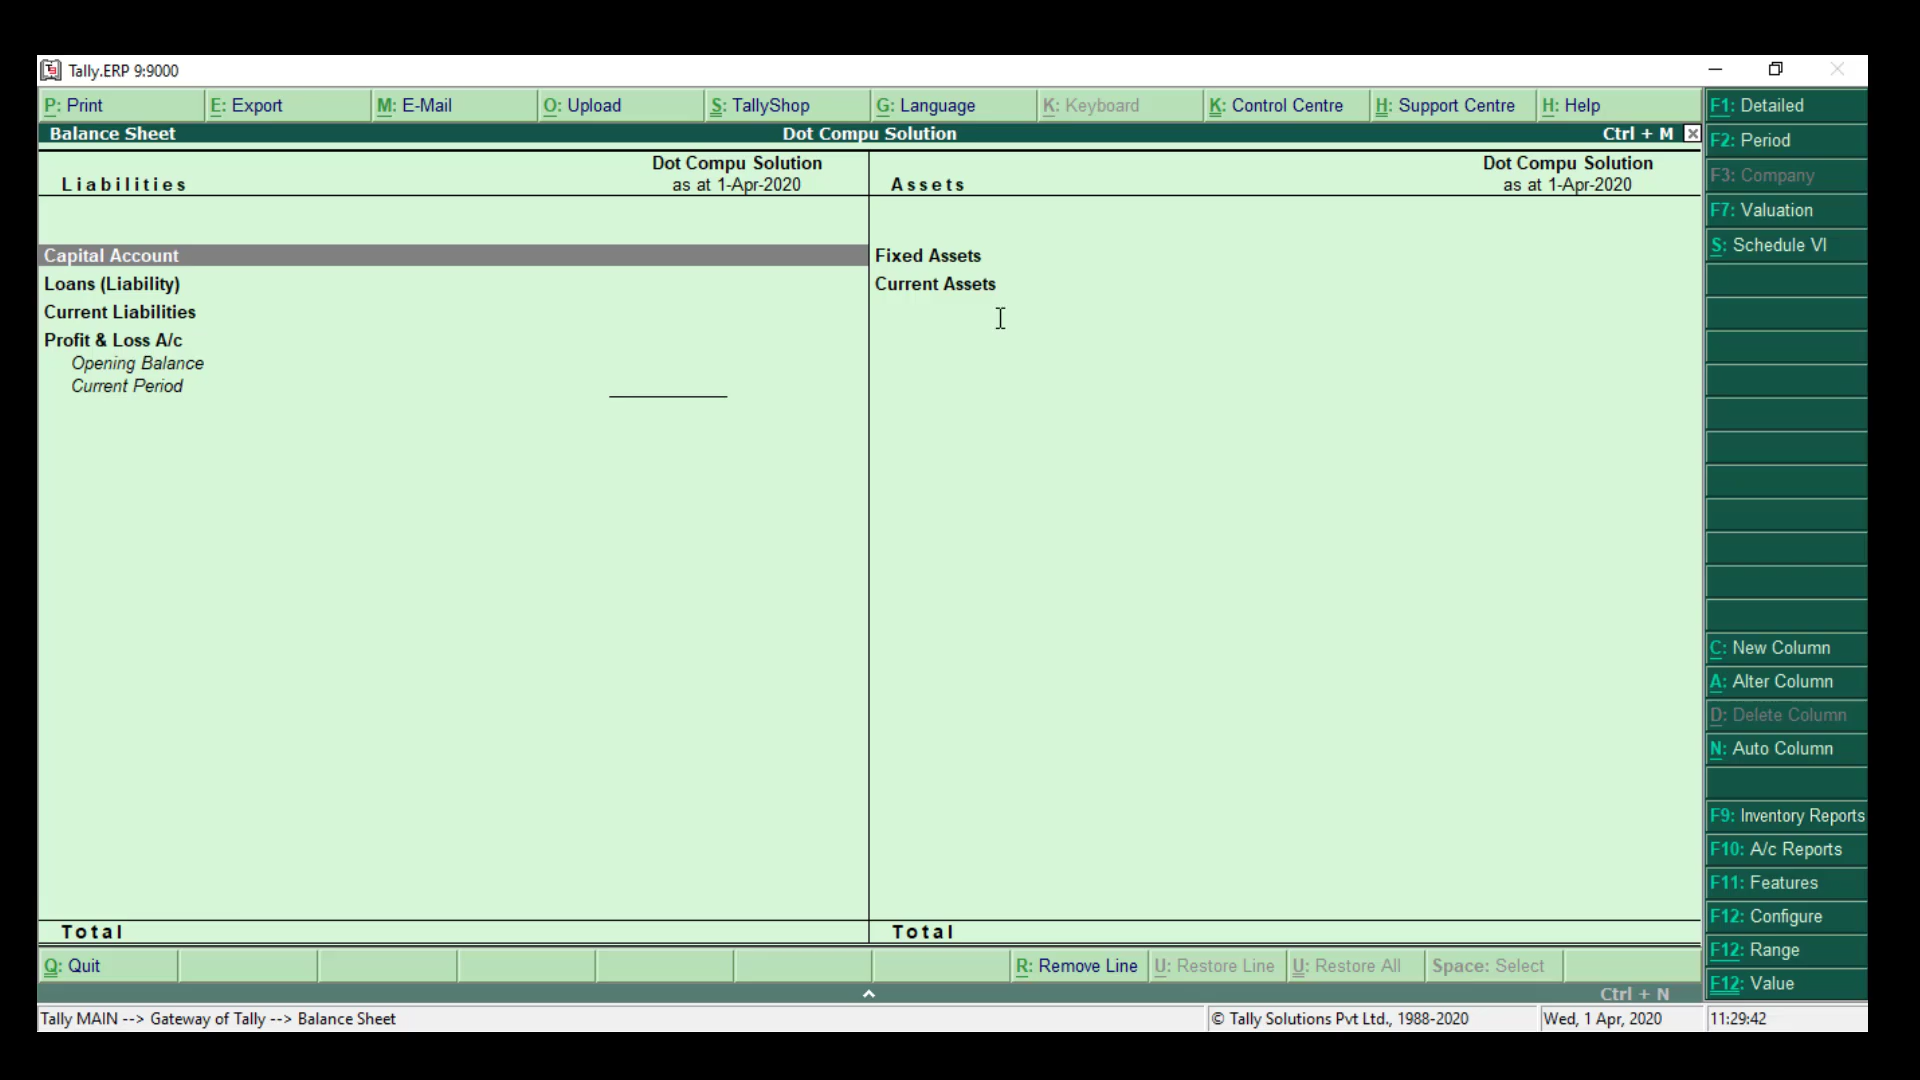 Tally.ERP 9:9000
P: Print E: Export M: E-Mail O: Upload S: TallyShop G: Language K: Keyboard K: Control Centre H: Support Centre H: Help
Balance Sheet Dot Compu Solution Ctrl + M
Liabilities Dot Compu Solution as at 1-Apr-2020
Assets Dot Compu Solution as at 1-Apr-2020
Capital Account
Loans (Liability)
Current Liabilities
Profit & Loss A/c
Opening Balance
Current Period
Fixed Assets
Current Assets
Total
Total
F1: Detailed
F2: Period
F3: Company
F7: Valuation
S: Schedule VI
C: New Column
A: Alter Column
D: Delete Column
N: Auto Column
F9: Inventory Reports
F10: A/c Reports
F11: Features
F12: Configure
F12: Range
F12: Value
Q: Quit R: Remove Line U: Restore Line U: Restore All Space: Select
Ctrl + N
Tally MAIN --> Gateway of Tally --> Balance Sheet © Tally Solutions Pvt Ltd., 1988-2020 Wed, 1 Apr, 2020 11:29:42